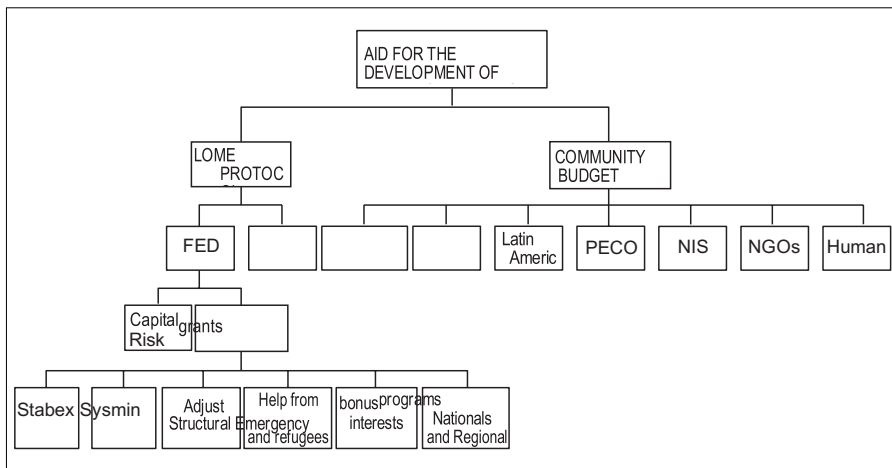 AID FOR THE
DEVELOPMENT OF
LOME
PROTOC
COMMUNITY
BUDGET
FED
Latin
Americ
PECO
NIS
NGOs
Human
Capital
Risk
grants
Stabex
Sysmin
Adjust
Structural
Help from
Emergency
and refugees
bonus
interests
programs
Nationals
and Regional